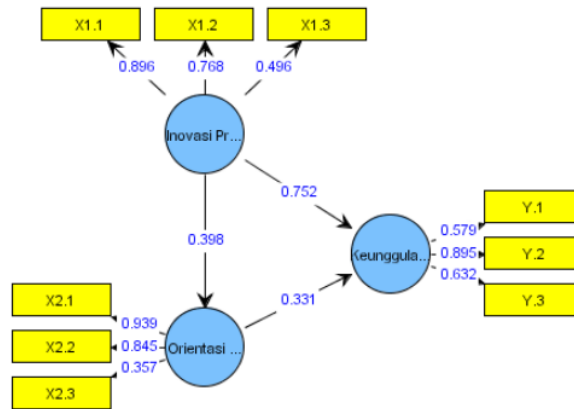 X1.1
X1.2
X1.3
0.896
0.768
0.496
Inovasi Pr...
0.752
0.398
Y.1
0.579
Y.2
0.895
Keunggula...
0.632
Y.3
0.331
X2.1
0.939
X2.2
0.845
Orientasi ...
0.357
X2.3